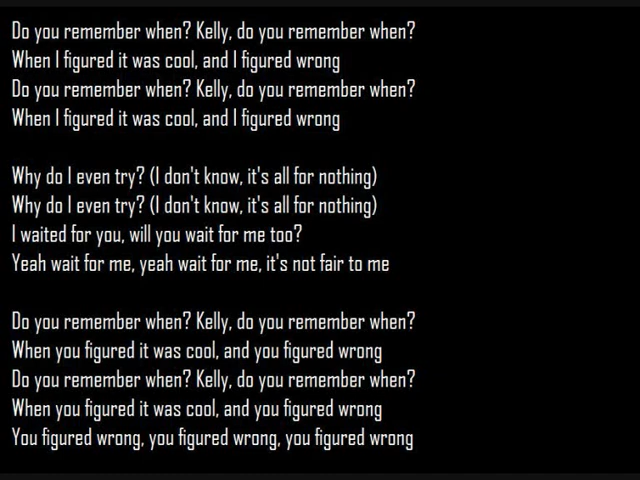 Do you remember when? Kelly, do you remember when?
When I figured it was cool, and I figured wrong
Do you remember when? Kelly, do you remember when?
When I figured it was cool, and I figured wrong
Why do I even try? (I don't know, it's all for nothing)
Why do I even try? (I don't know, it's all for nothing)
I waited for you, will you wait for me too?
Yeah wait for me, yeah wait for me, it's not fair to me
Do you remember when? Kelly, do you remember when?
When you figured it was cool, and you figured wrong
Do you remember when? Kelly, do you remember when?
When you figured it was cool, and you figured wrong
You figured wrong, you figured wrong, you figured wrong